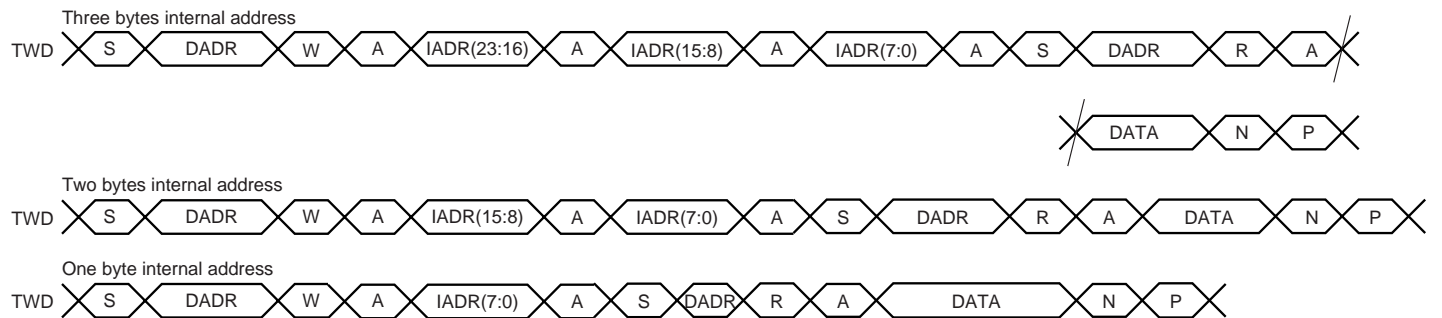 Three bytes internal address
TWD S DADR W A IADR(23:16) A IADR(15:8) A IADR(7:0) A S DADR R A
DATA N P
Two bytes internal address
TWD S DADR W A IADR(15:8) A IADR(7:0) A S DADR R A DATA N P
One byte internal address
TWD S DADR W A IADR(7:0) A S DADR R A DATA N P